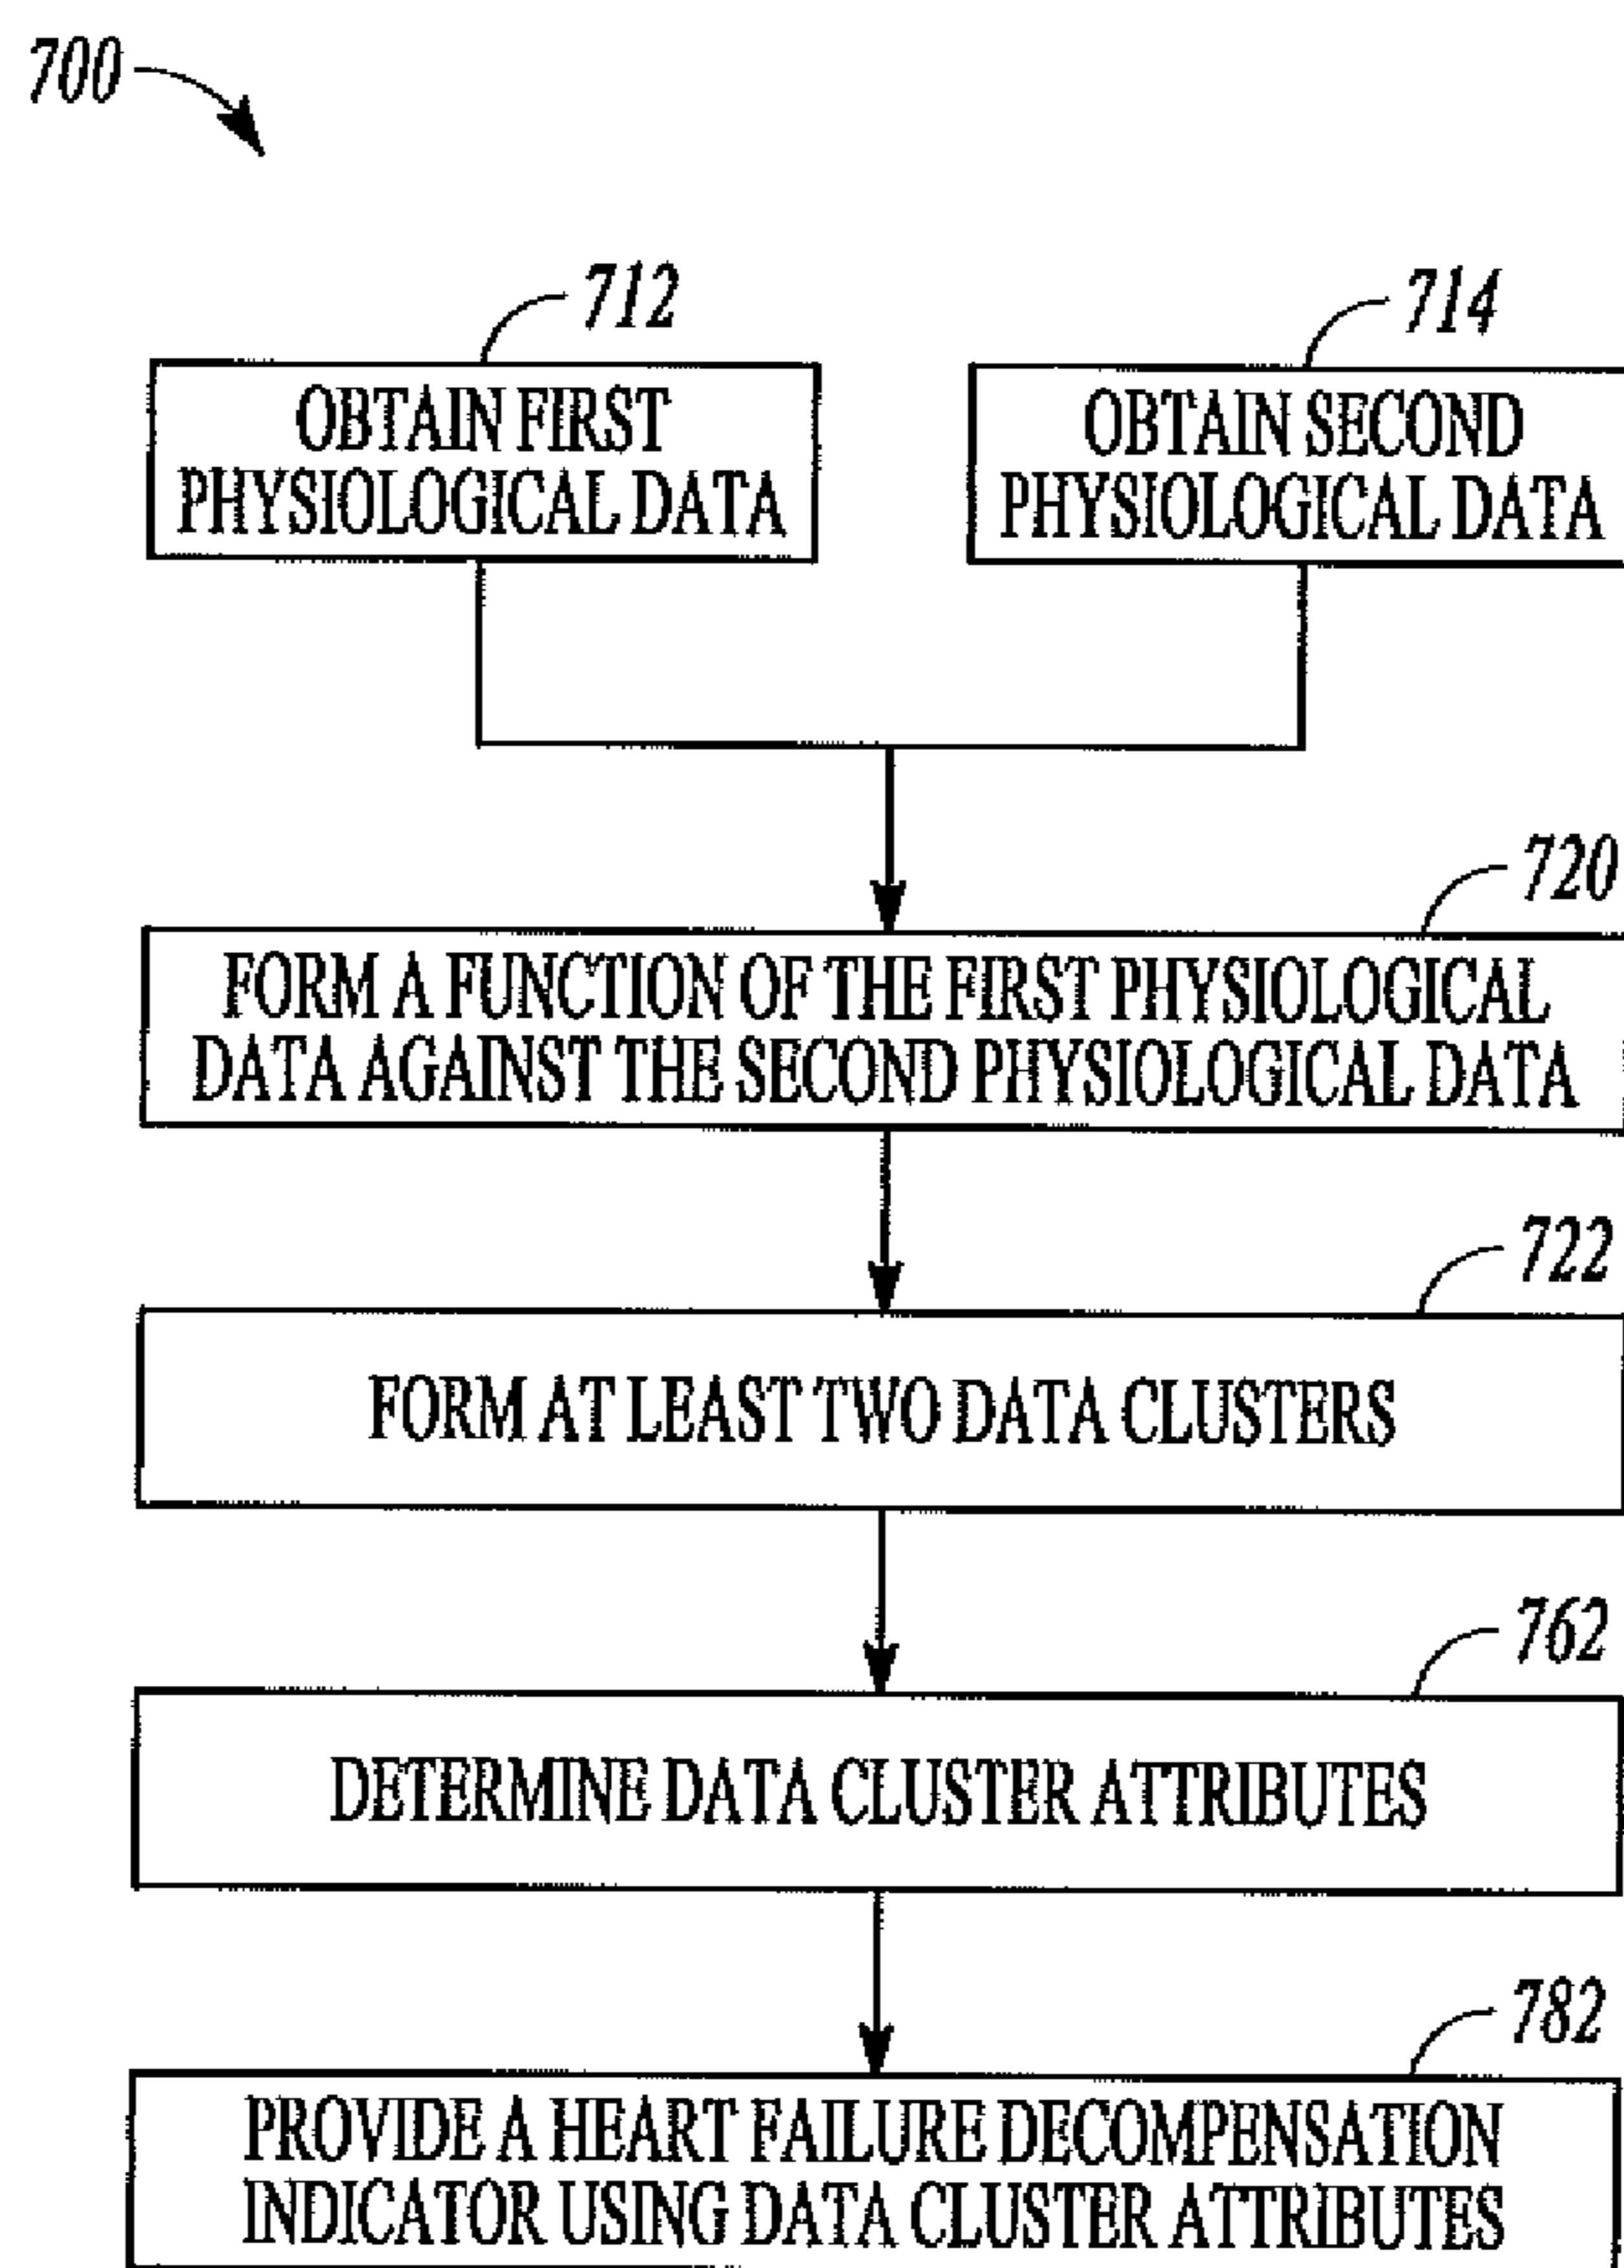 700
712
714
OBTAIN FIRST
PHYSIOLOGICAL DATA
OBTAIN SECOND
PHYSIOLOGICAL DATA
720
FORM A FUNCTION OF THE FIRST PHYSIOLOGICAL
DATA AGAINST THE SECOND PHYSIOLOGICAL DATA
722
FORM AT LEAST TWO DATA CLUSTERS
762
DETERMINE DATA CLUSTER ATTRIBUTES
782
PROVIDE A HEART FAILURE DECOMPENSATION
INDICATOR USING DATA CLUSTER ATTRIBUTES